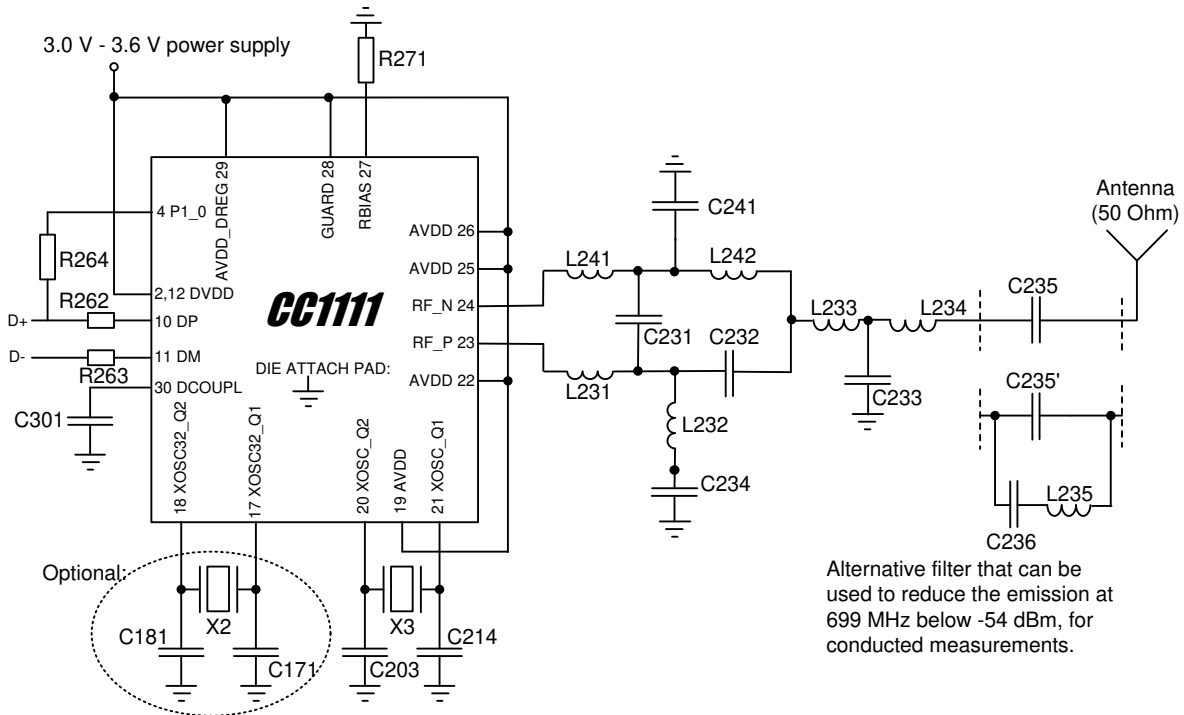 3.0 V - 3.6 V power supply
R271
AVDD_DREG 29
GUARD 28
RBIAS 27
4 P1_0
R264
R262
2,12 DVDD
D+
10 DP
D-
11 DM
R263
30 DCOUPL
C301
CC1111
DIE ATTACH PAD:
AVDD 26
AVDD 25
RF_N 24
RF_P 23
AVDD 22
18 XOSC32_Q2
17 XOSC32_Q1
20 XOSC_Q2
19 AVDD
21 XOSC_Q1
Optional:
X2
X3
C181
C171
C203
C214
C241
L241
L242
C231
C232
L231
L232
C234
L233
L234
C233
Antenna
(50 Ohm)
C235
C235'
L235
C236
Alternative filter that can be
used to reduce the emission at
699 MHz below -54 dBm, for
conducted measurements.